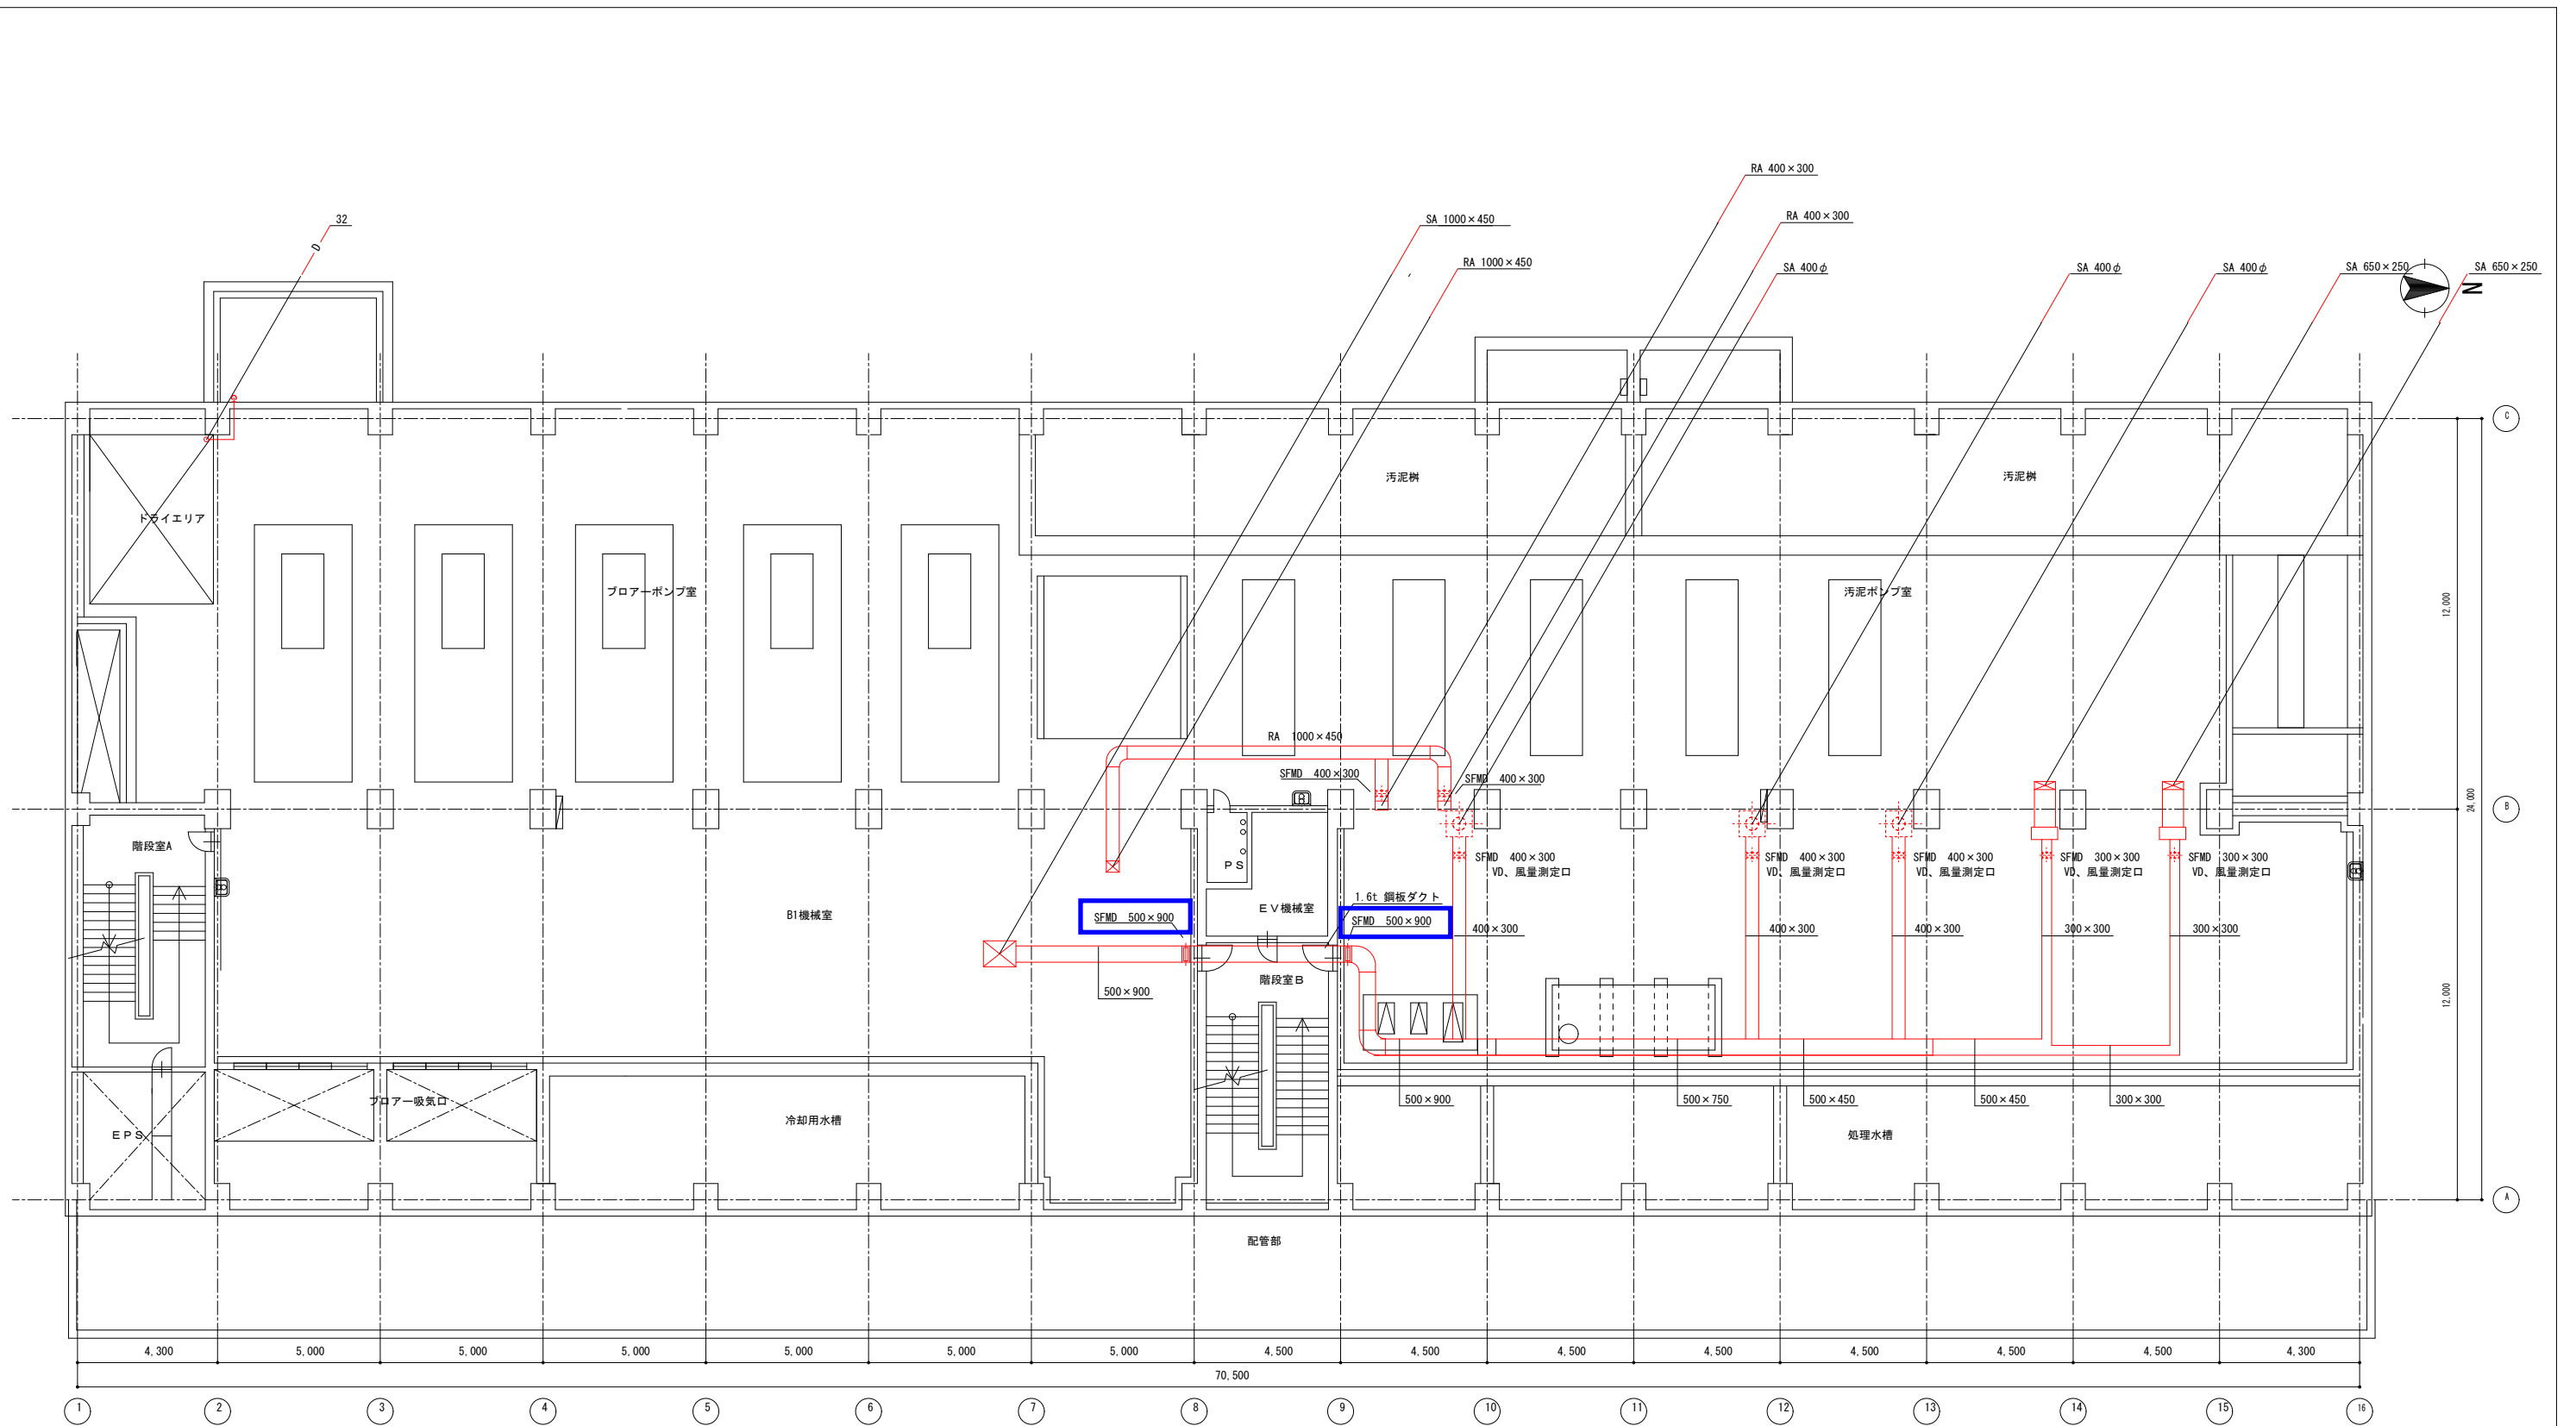 RA 400×300
32
SA 1000×450
RA 400×300
D
RA 1000×450
SA 400φ
SA 400φ
SA 400φ
SA 650×250
SA 650×250
N
C
汚泥桝
汚泥桝
ドライエリア
ブロアーポンプ室
汚泥ポンプ室
12,000
RA 1000×450
SFMD 400×300
SFMD 400×300
24,000
B
階段室A
PS
SFMD 400×300
VD、風量測定口
SFMD 400×300
VD、風量測定口
SFMD 400×300
VD、風量測定口
SFMD 300×300
VD、風量測定口
SFMD 300×300
VD、風量測定口
1.6t 鋼板ダクト
B1機械室
SFMD 500×900
EV機械室
SFMD 500×900
400×300
400×300
400×300
300×300
300×300
階段室B
500×900
12,000
ブロアー吸気口
500×900
500×750
500×450
500×450
300×300
冷却用水槽
EPS
処理水槽
A
配管部
4,300
5,000
5,000
5,000
5,000
5,000
5,000
4,500
4,500
4,500
4,500
4,500
4,500
4,500
4,300
70,500
1
2
3
4
5
6
7
8
9
10
11
12
13
14
15
16